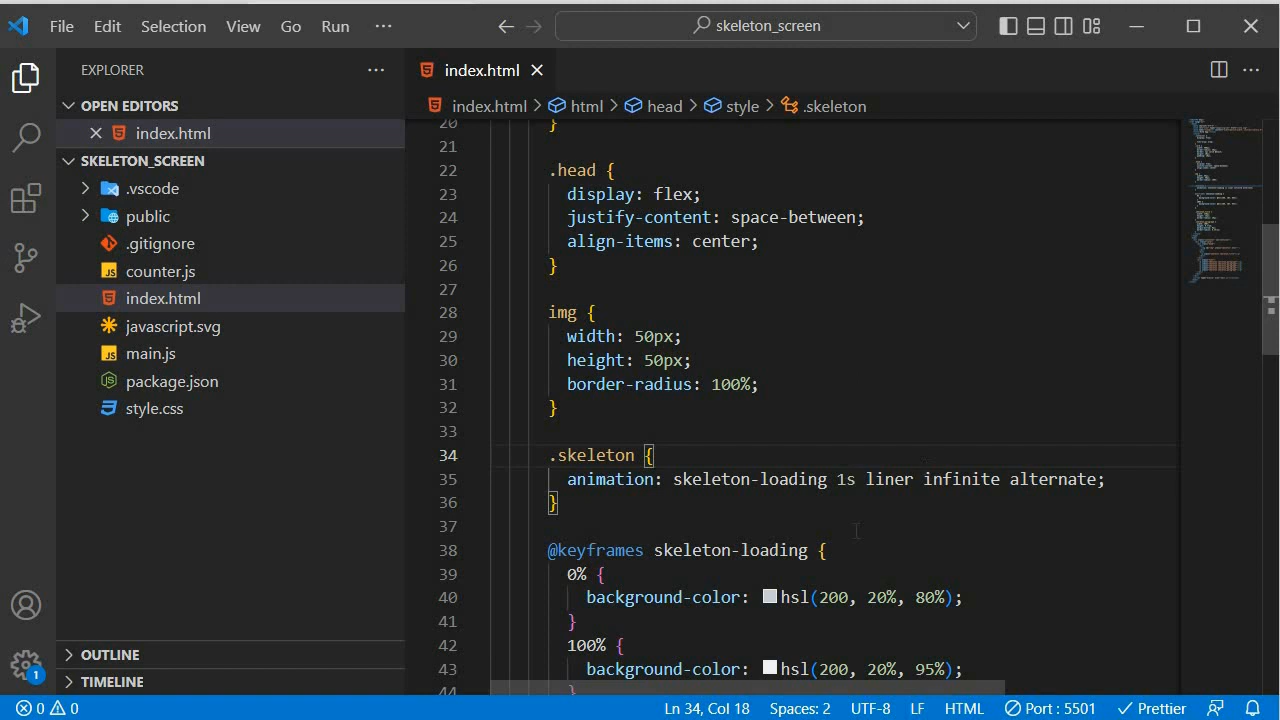 File Edit Selection View Go Run ···
skeleton_screen
EXPLORER ···
index.html
OPEN EDITORS
index.html
index.html > html > head > style > .skeleton
SKELETON_SCREEN
.vscode
public
.gitignore
counter.js
index.html
javascript.svg
main.js
package.json
style.css
OUTLINE
TIMELINE
20 }
21
22 .head {
23 display: flex;
24 justify-content: space-between;
25 align-items: center;
26 }
27
28 img {
29 width: 50px;
30 height: 50px;
31 border-radius: 100%;
32 }
33
34 .skeleton {
35 animation: skeleton-loading 1s liner infinite alternate;
36 }
37
38 @keyframes skeleton-loading {
39 0% {
40 background-color: hsl(200, 20%, 80%);
41 }
42 100% {
43 background-color: hsl(200, 20%, 95%);
44 }
1
0 0 Ln 34, Col 18 Spaces: 2 UTF-8 LF HTML Port : 5501 Prettier